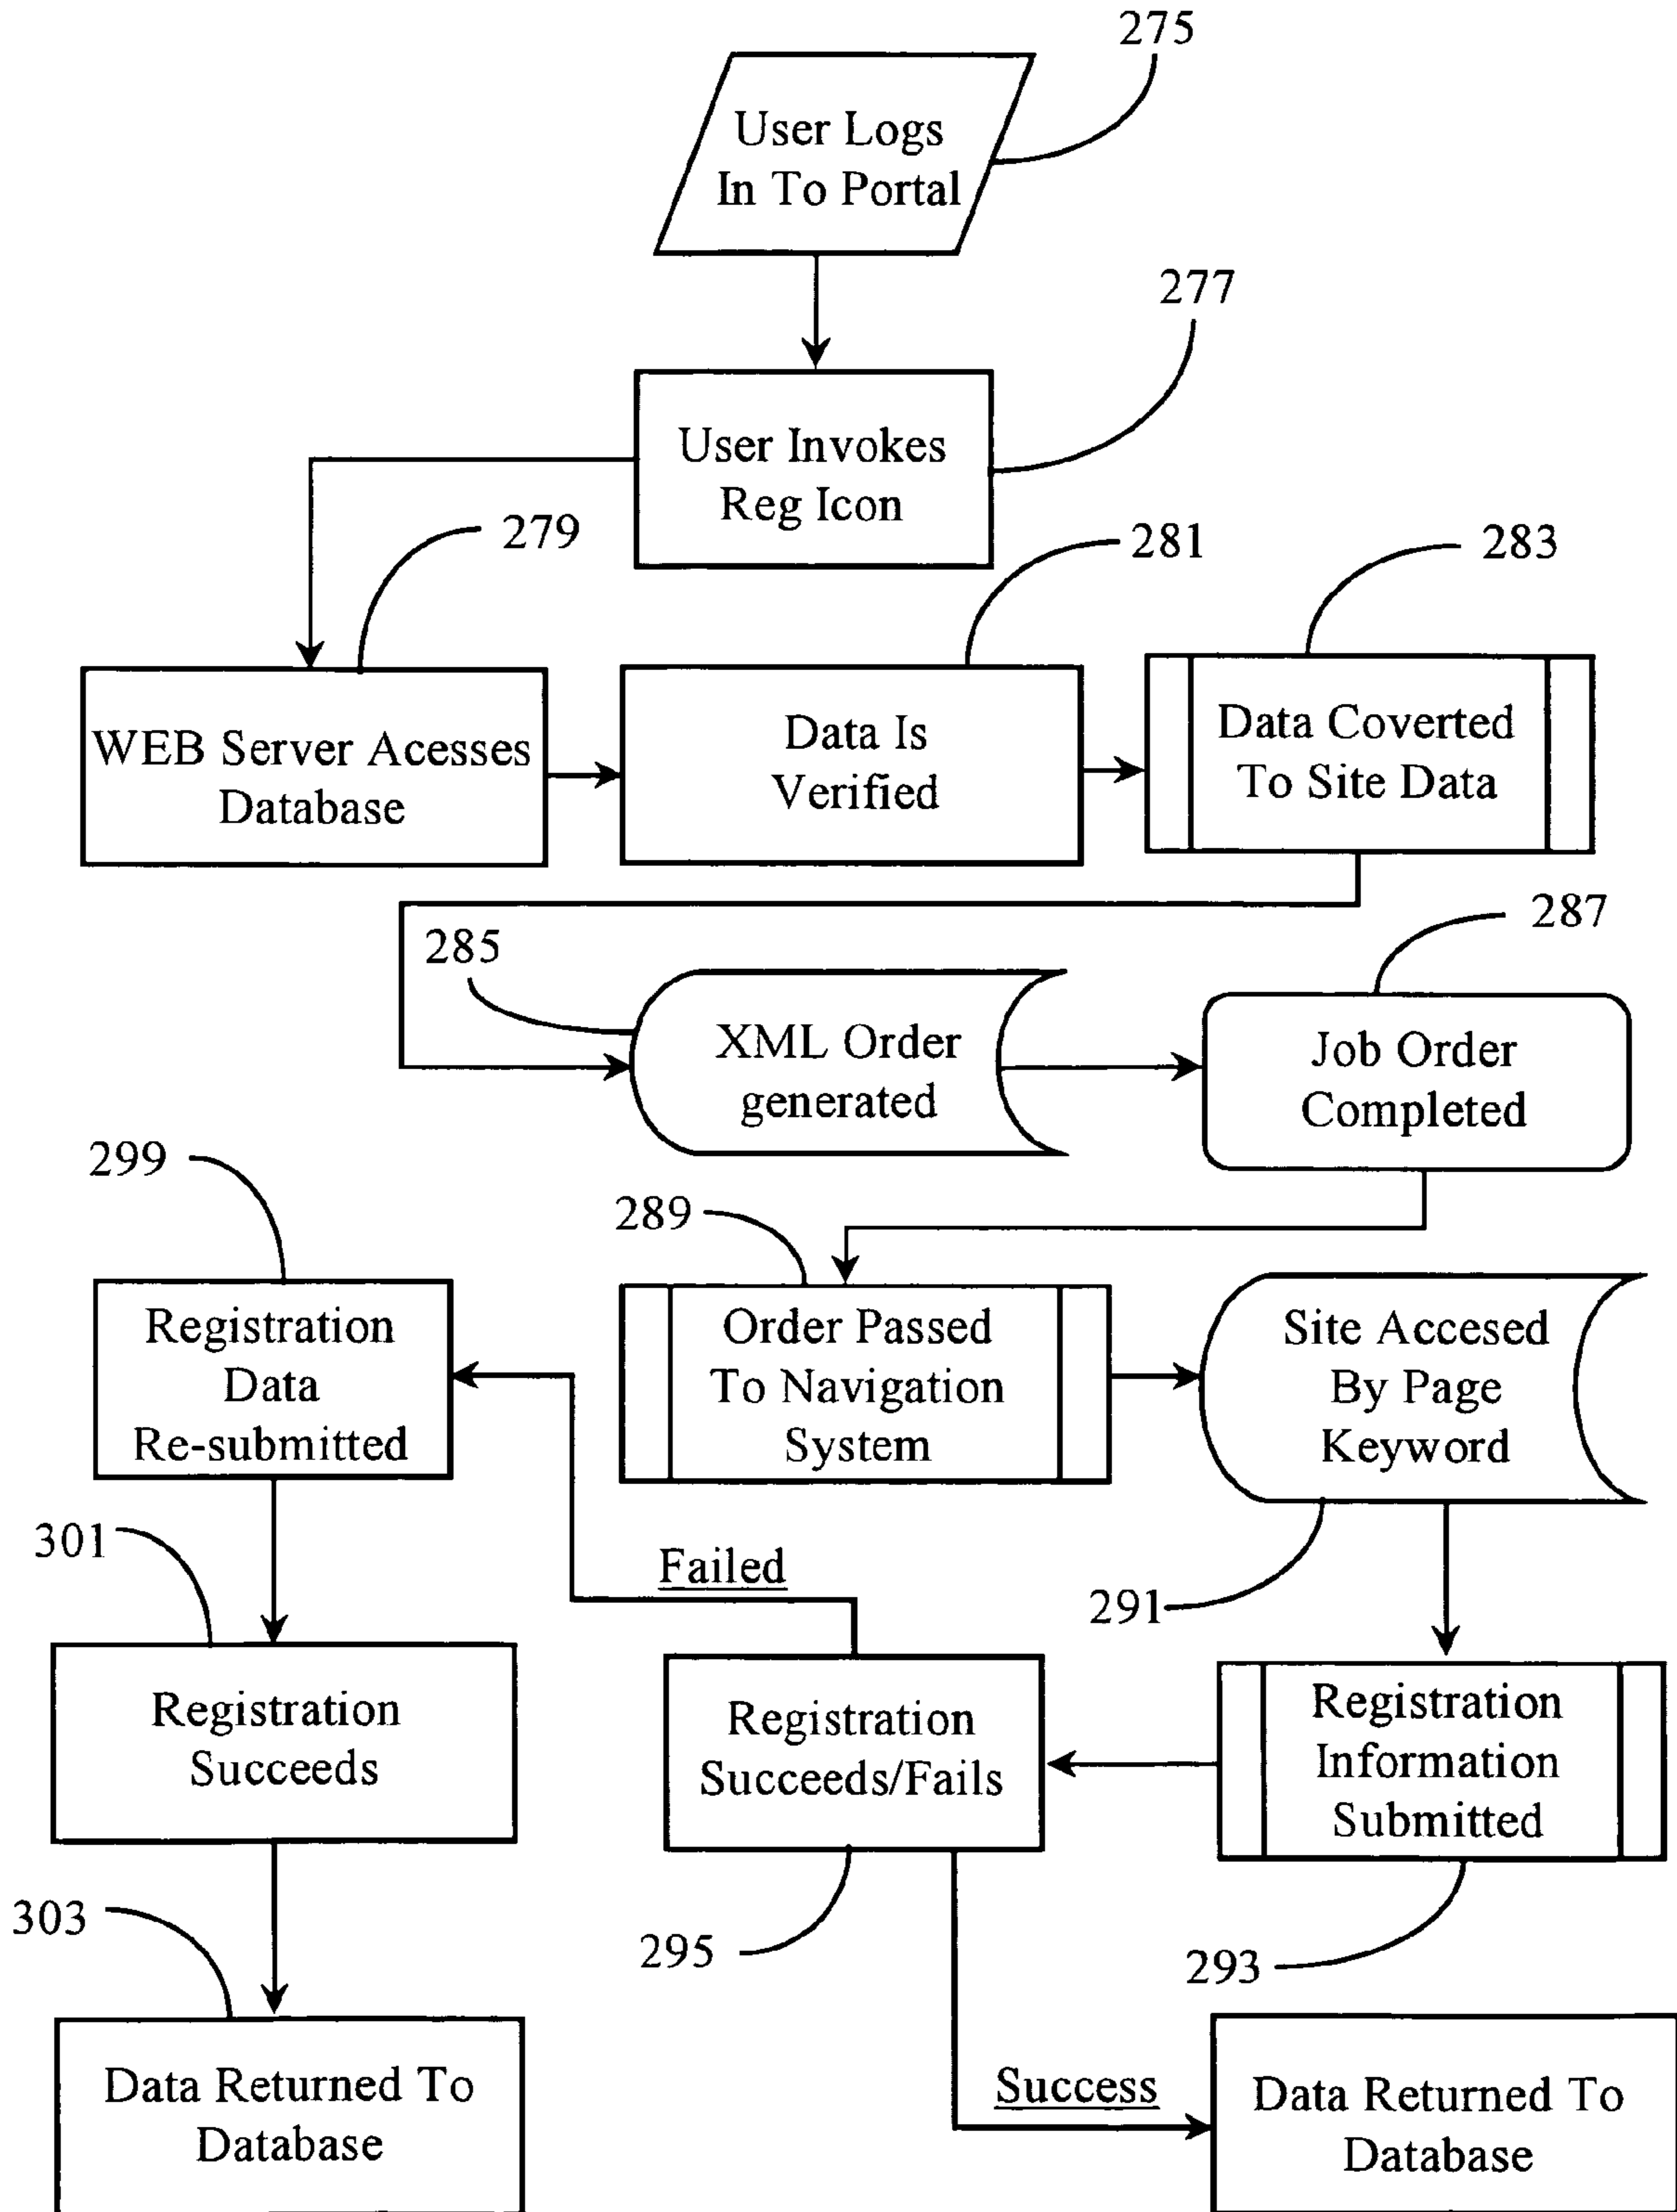 275
User Logs
In To Portal
277
User Invokes
Reg Icon
279
281
283
WEB Server Acesses
Database
Data Is
Verified
Data Coverted
To Site Data
285
287
XML Order
generated
Job Order
Completed
299
289
Registration
Data
Re-submitted
Order Passed
To Navigation
System
Site Accesed
By Page
Keyword
301
Failed
291
Registration
Succeeds
Registration
Succeeds/Fails
Registration
Information
Submitted
303
295
293
Data Returned To
Database
Success
Data Returned To
Database